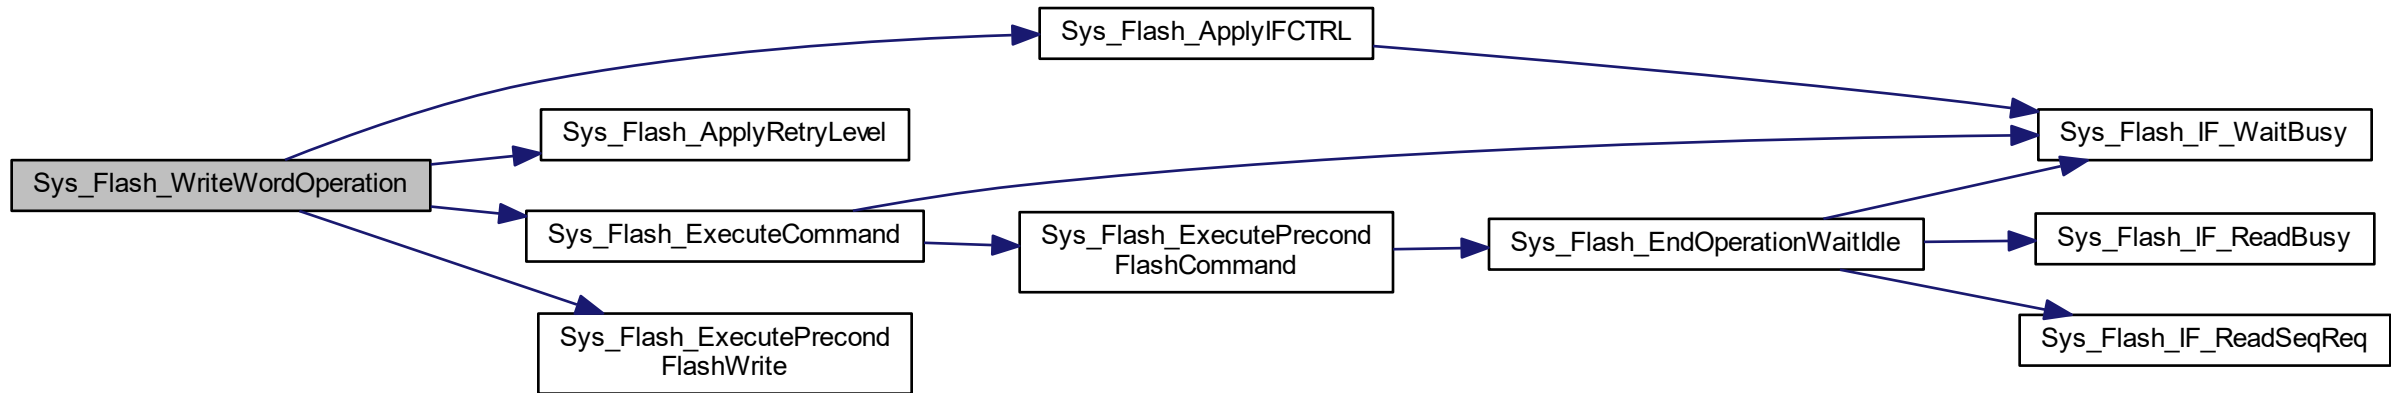 Sys_Flash_WriteWordOperation
Sys_Flash_ApplyIFCTRL
Sys_Flash_ApplyRetryLevel
Sys_Flash_ExecuteCommand
Sys_Flash_ExecutePrecond
FlashWrite
Sys_Flash_ExecutePrecond
FlashCommand
Sys_Flash_EndOperationWaitIdle
Sys_Flash_IF_WaitBusy
Sys_Flash_IF_ReadBusy
Sys_Flash_IF_ReadSeqReq